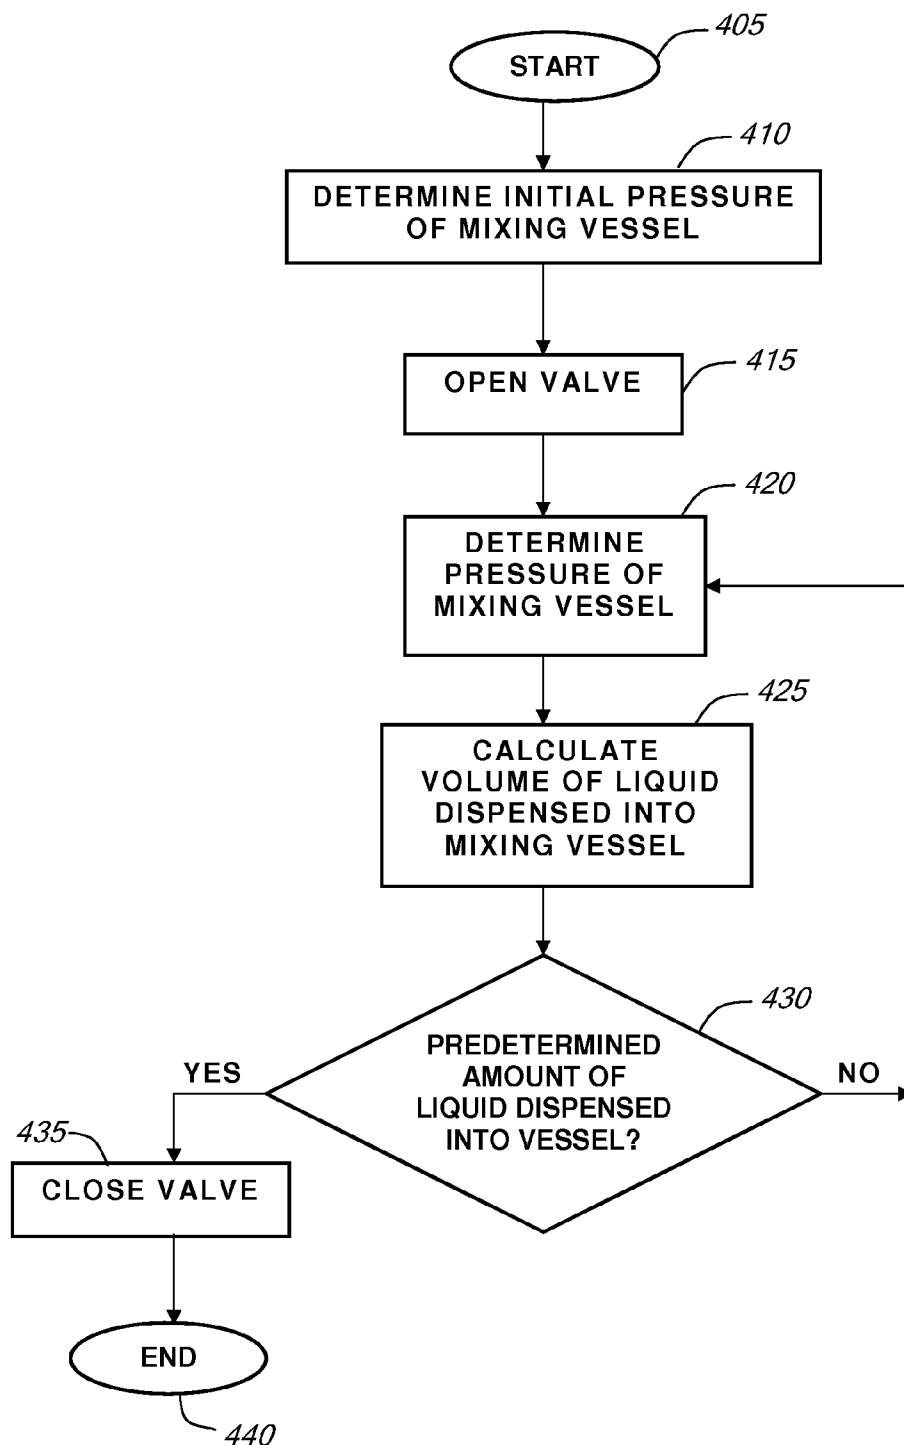 405
START
410
DETERMINE INITIAL PRESSURE
OF MIXING VESSEL
415
OPEN VALVE
420
DETERMINE
PRESSURE OF
MIXING VESSEL
425
CALCULATE
VOLUME OF LIQUID
DISPENSED INTO
MIXING VESSEL
430
PREDETERMINED
AMOUNT OF
LIQUID DISPENSED
INTO VESSEL?
YES
NO
435
CLOSE VALVE
END
440